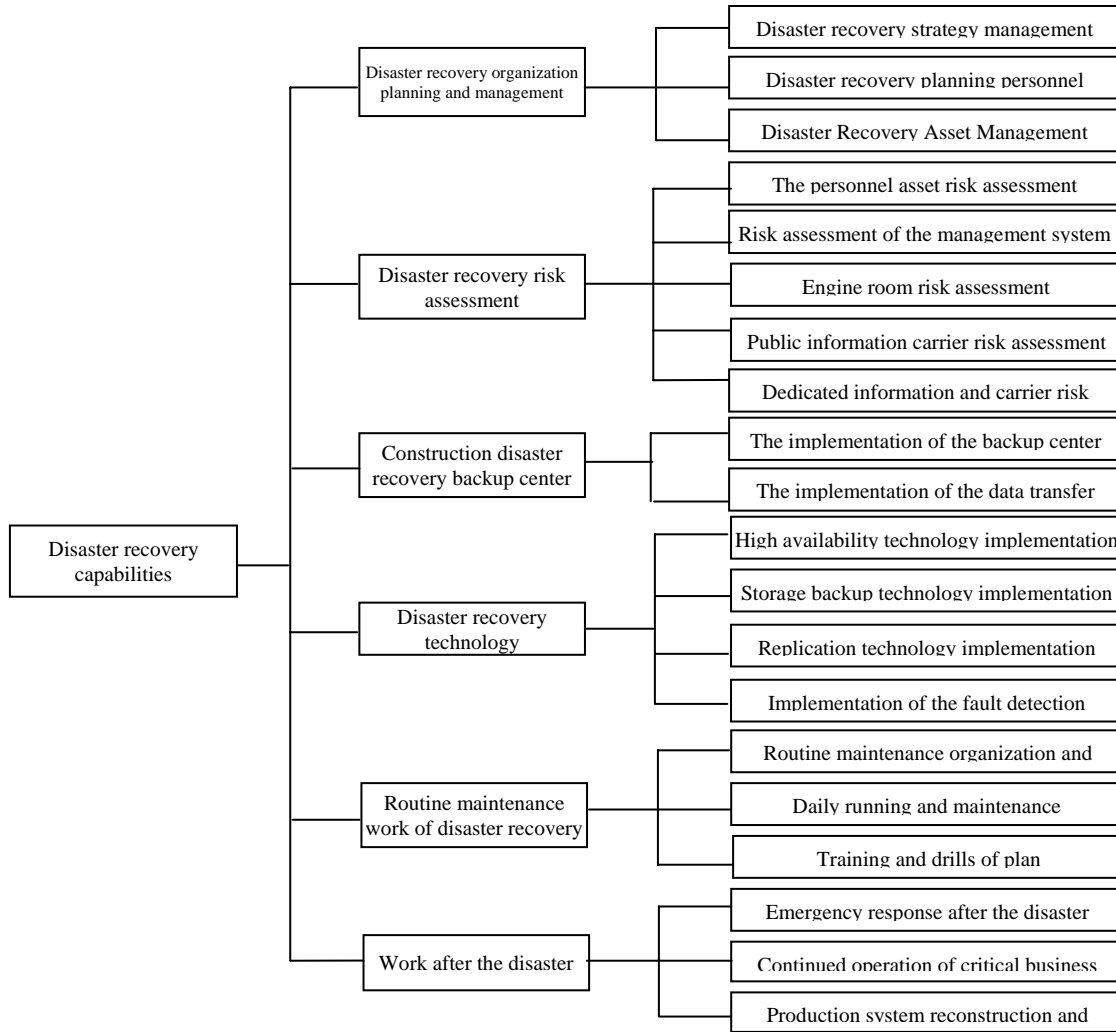 Disaster recovery capabilities
Disaster recovery organization
planning and management
Disaster recovery strategy management
Disaster recovery planning personnel
Disaster Recovery Asset Management
Disaster recovery risk
assessment
The personnel asset risk assessment
Risk assessment of the management system
Engine room risk assessment
Public information carrier risk assessment
Dedicated information and carrier risk
Construction disaster
recovery backup center
The implementation of the backup center
The implementation of the data transfer
Disaster recovery
technology
High availability technology implementation
Storage backup technology implementation
Replication technology implementation
Implementation of the fault detection
Routine maintenance
work of disaster recovery
Routine maintenance organization and
Daily running and maintenance
Training and drills of plan
Work after the disaster
Emergency response after the disaster
Continued operation of critical business
Production system reconstruction and